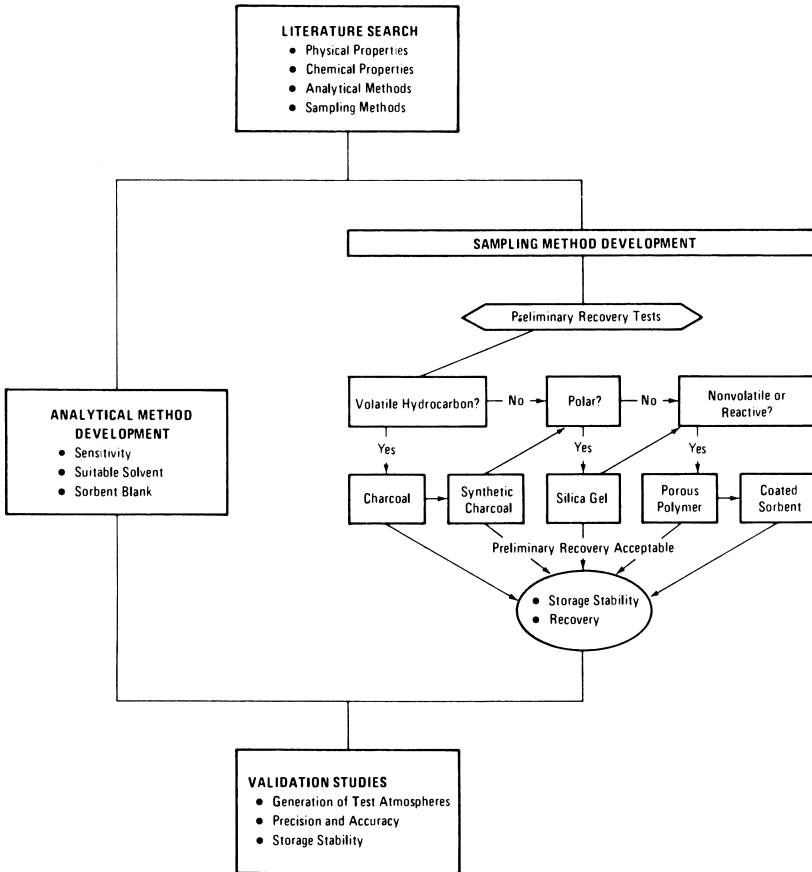 LITERATURE SEARCH
● Physical Properties
● Chemical Properties
● Analytical Methods
● Sampling Methods
SAMPLING METHOD DEVELOPMENT
Preliminary Recovery Tests
Volatile Hydrocarbon?
No
Polar?
No
Nonvolatile or
Reactive?
Yes
Yes
Yes
ANALYTICAL METHOD
DEVELOPMENT
● Sensitivity
● Suitable Solvent
● Sorbent Blank
Charcoal
Synthetic
Charcoal
Silica Gel
Porous
Polymer
Coated
Sorbent
Preliminary Recovery Acceptable
● Storage Stability
● Recovery
VALIDATION STUDIES
● Generation of Test Atmospheres
● Precision and Accuracy
● Storage Stability